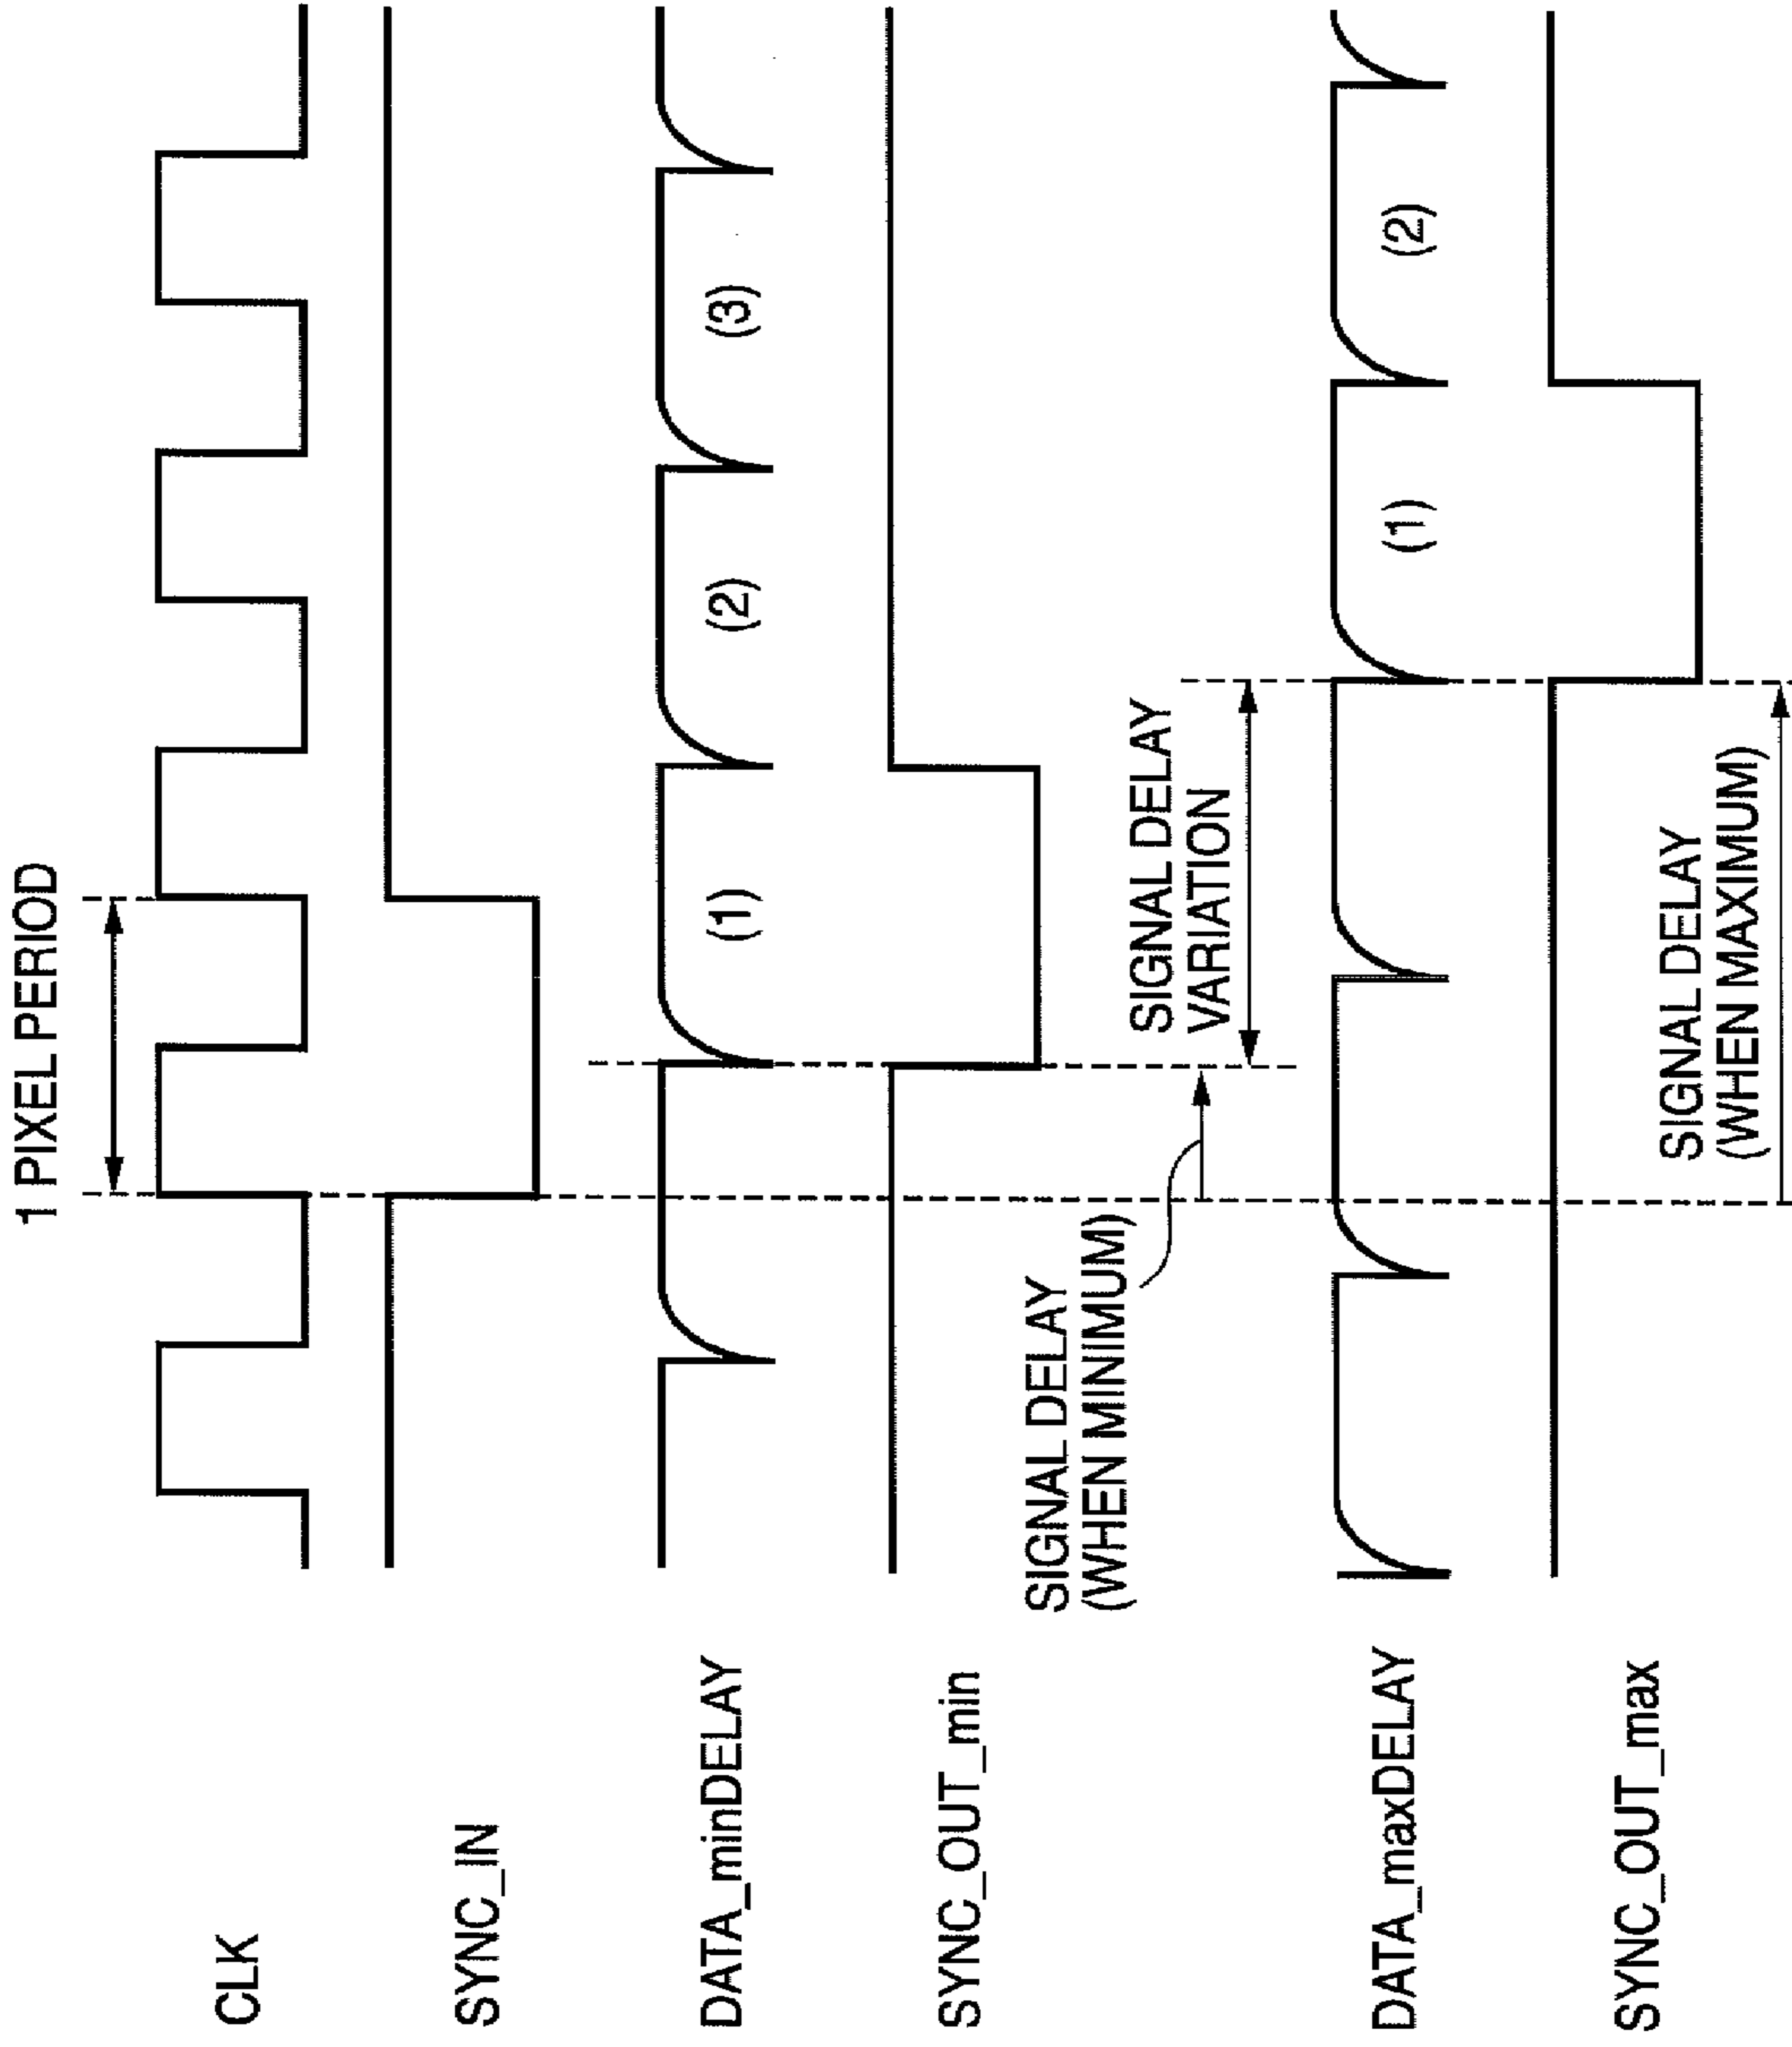 1 PIXEL PERIOD
CLK
SYNC_IN
DATA_minDELAY
(1)
(2)
(3)
SYNC_OUT_min
SIGNAL DELAY
(WHEN MINIMUM)
SIGNAL DELAY
VARIATION
DATA_maxDELAY
(1)
(2)
SYNC_OUT_max
SIGNAL DELAY
(WHEN MAXIMUM)